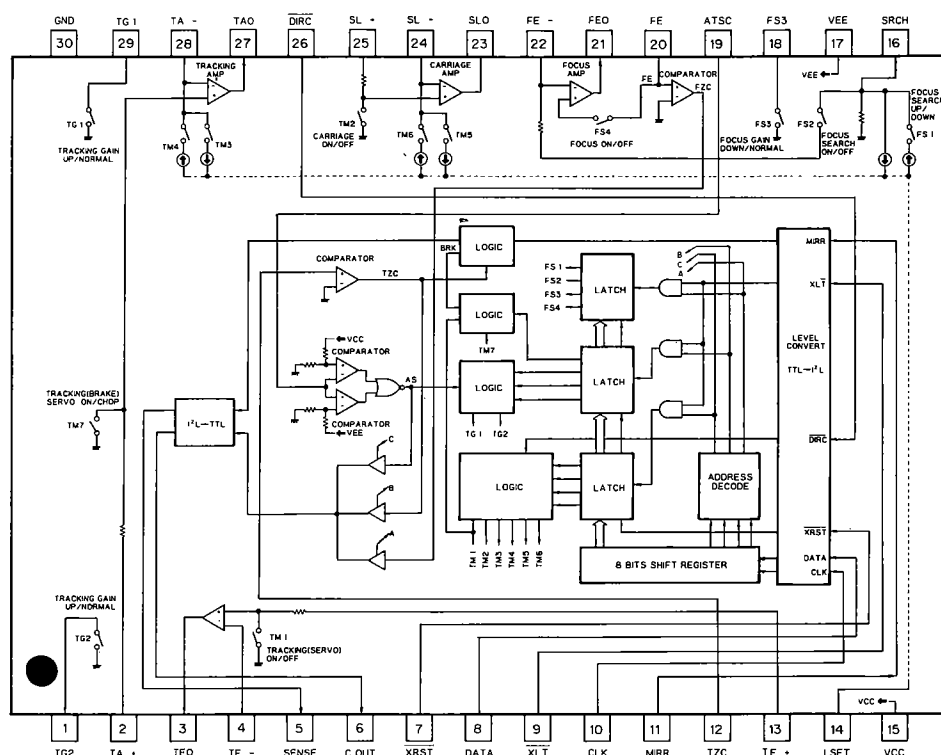 GND TG 1 TA - TAO DIRC SL + SL - SLO FE - FEO FE ATSC FS3 VEE SRCH
30 29 28 27 26 25 24 23 22 21 20 19 18 17 16
TRACKING AMP
CARRIAGE AMP
FOCUS AMP
FE
COMPARATOR
FZC
VEE
FOCUS SEARCH UP/DOWN
TG 1
TRACKING GAIN UP/NORMAL
TM4 TM3
TM2
CARRIAGE ON/OFF
TM6 TM5
FS4
FOCUS ON/OFF
FS3
FOCUS GAIN DOWN/NORMAL
FS2
FOCUS SEARCH ON/OFF
FS 1
BRK
LOGIC
COMPARATOR
TZC
FS 1
FS2
FS3
FS4
LATCH
B
C
A
MIRR
XLT
LEVEL CONVERT
TTL-I²L
DIRC
XRST
DATA
CLK
LOGIC
TM7
VCC
COMPARATOR
AS
COMPARATOR
VEE
LOGIC
TG 1 TG2
LATCH
TRACKING(BRAKE) SERVO ON/CHOP
TM7
I²L-TTL
C
B
A
LOGIC
LATCH
ADDRESS DECODE
TM 1 TM2 TM3 TM4 TM5 TM6
8 BITS SHIFT REGISTER
TRACKING GAIN UP/NORMAL
TG2
TM 1
TRACKING(SERVO) ON/OFF
VCC
1 2 3 4 5 6 7 8 9 10 11 12 13 14 15
TG2 TA + TEO TE - SENSE C.OUT XRST DATA XLT CLK MIRR TZC TE + LSET VCC